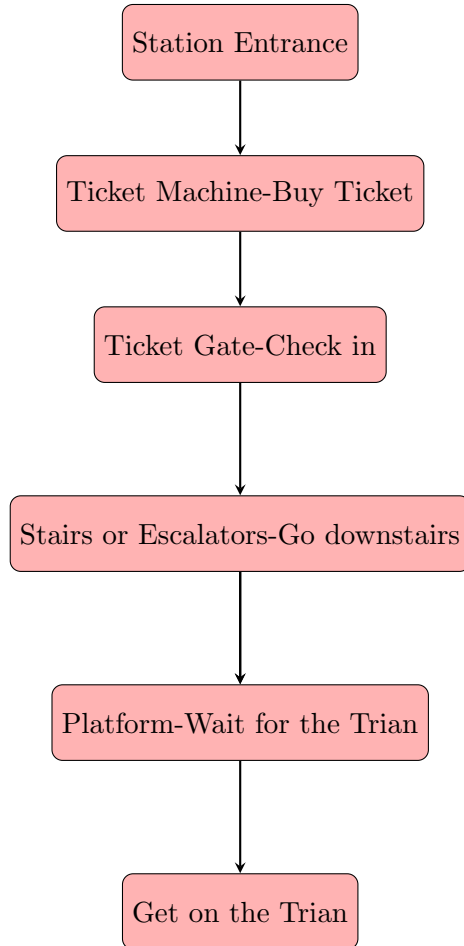 Station Entrance
Ticket Machine-Buy Ticket
Ticket Gate-Check in
Stairs or Escalators-Go downstairs
Platform-Wait for the Trian
Get on the Trian